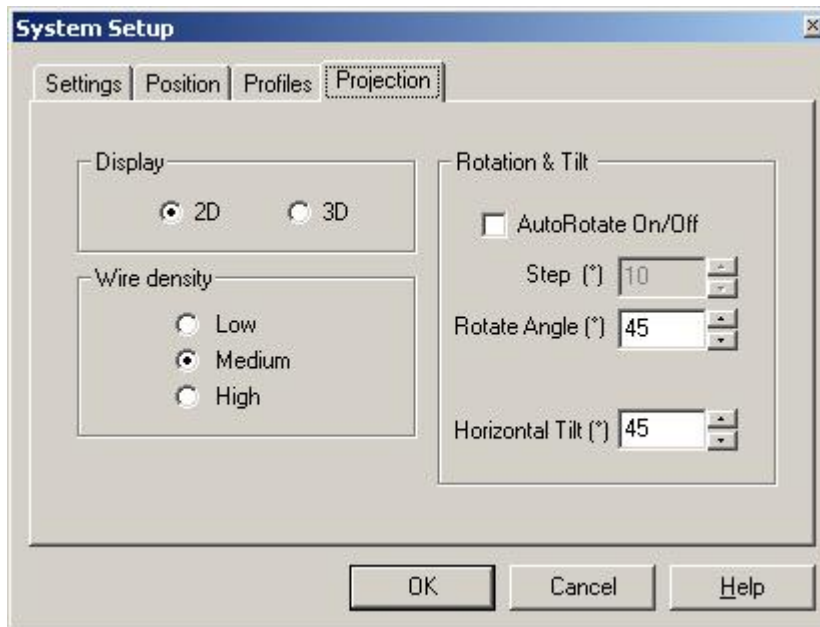 System Setup
Settings Position Profiles Projection
Display
2D 3D
Wire density
Low
Medium
High
Rotation & Tilt
AutoRotate On/Off
Step (°) 10
Rotate Angle (°) 45
Horizontal Tilt (°) 45
OK Cancel Help